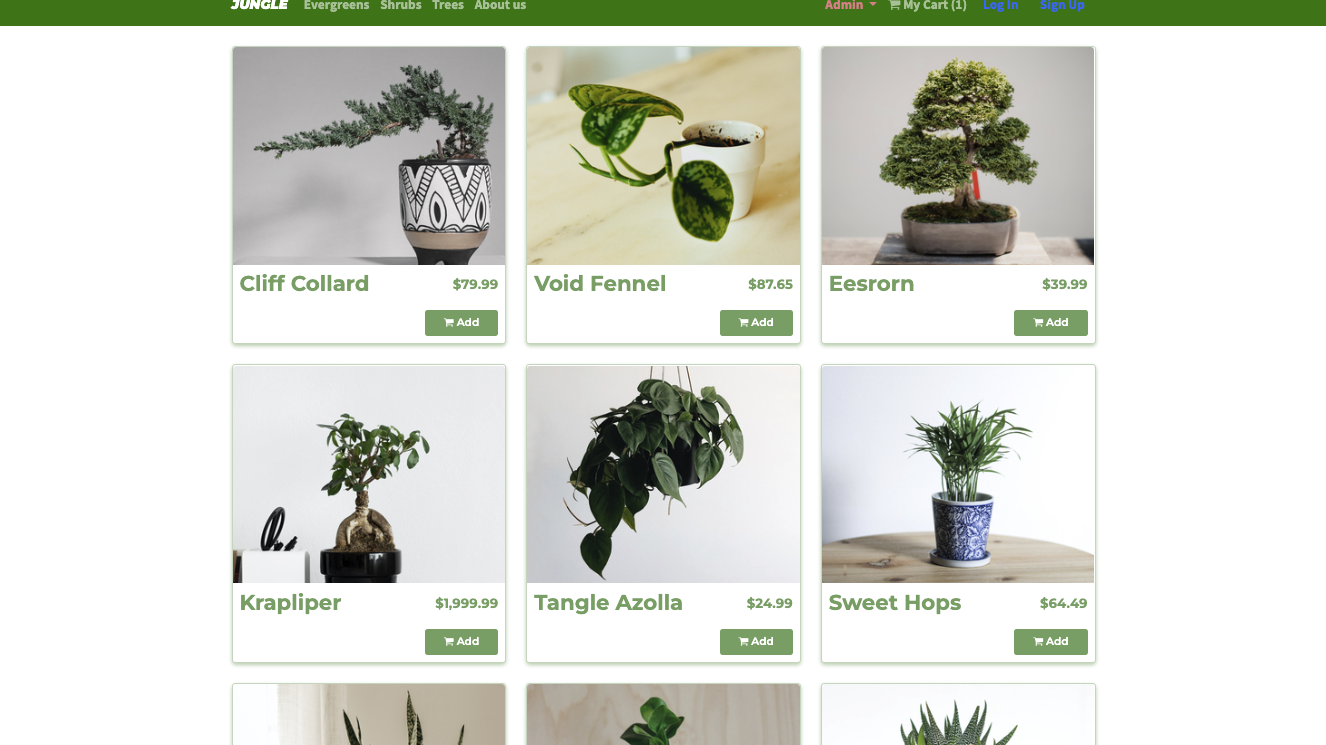 JUNGLE Evergreens Shrubs Trees About us Admin My Cart (1) Log In Sign Up
Cliff Collard $79.99 Void Fennel $87.65 Eesrorn $39.99
Add Add Add
Krapliper $1,999.99 Tangle Azolla $24.99 Sweet Hops $64.49
Add Add Add